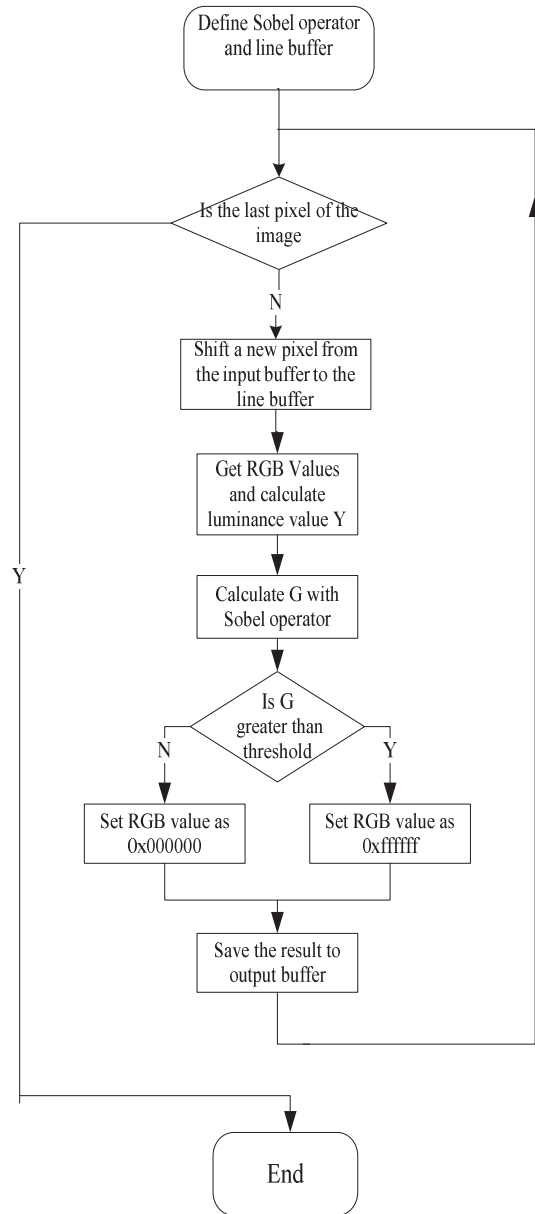 Define Sobel operator
and line buffer
Is the last pixel of the
image
N
Shift a new pixel from
the input buffer to the
line buffer
Get RGB Values
and calculate
luminance value Y
Y
Calculate G with
Sobel operator
Is G
greater than
threshold
N
Y
Set RGB value as
0x000000
Set RGB value as
0xffffff
Save the result to
output buffer
End